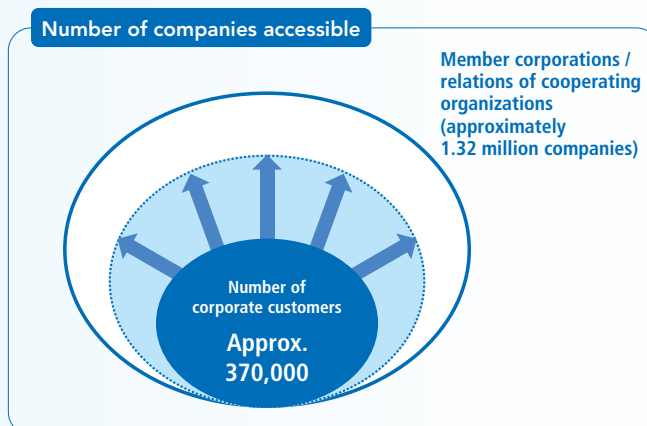 Number of companies accessible
Member corporations /
relations of cooperating
organizations
(approximately
1.32 million companies)
Number of
corporate customers
Approx.
370,000